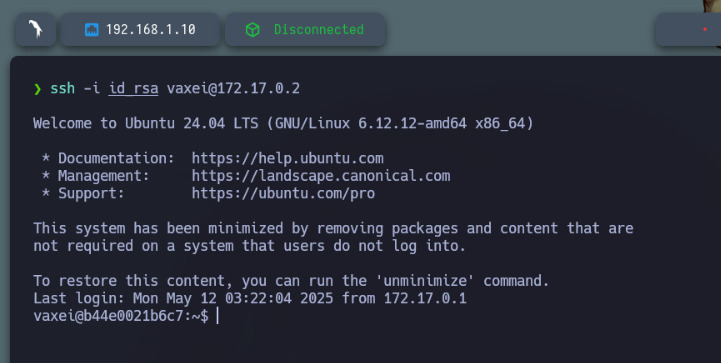 192.168.1.10
Disconnected
❯ ssh -i id_rsa vaxei@172.17.0.2
Welcome to Ubuntu 24.04 LTS (GNU/Linux 6.12.12-amd64 x86_64)
* Documentation: https://help.ubuntu.com
* Management: https://landscape.canonical.com
* Support: https://ubuntu.com/pro
This system has been minimized by removing packages and content that are
not required on a system that users do not log into.
To restore this content, you can run the 'unminimize' command.
Last login: Mon May 12 03:22:04 2025 from 172.17.0.1
vaxei@b44e0021b6c7:~$